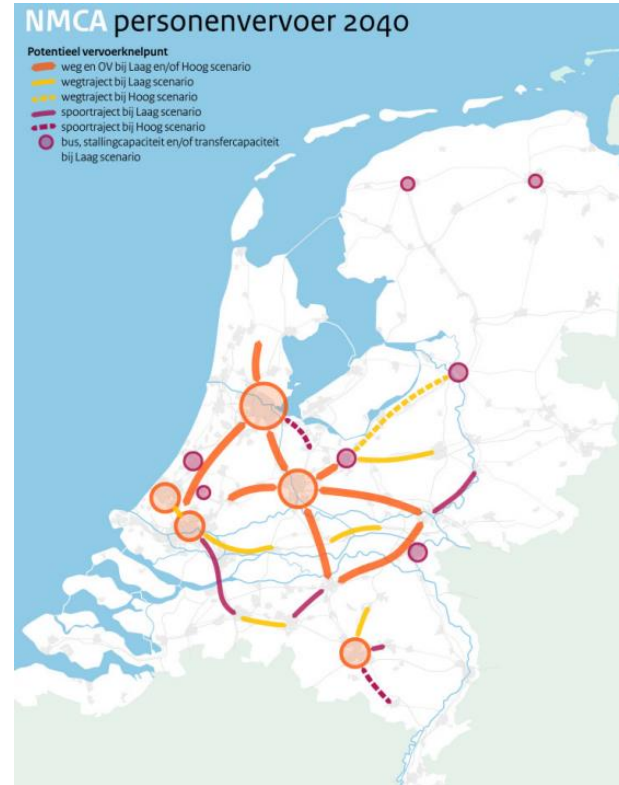 NMCA personenvervoer 2040
Potentieel vervoerknelpunt
weg en OV bij Laag en/of Hoog scenario
wegtraject bij Laag scenario
wegtraject bij Hoog scenario
spoortraject bij Laag scenario
spoortraject bij Hoog scenario
bus, stallingcapaciteit en/of transfercapaciteit
bij Laag scenario